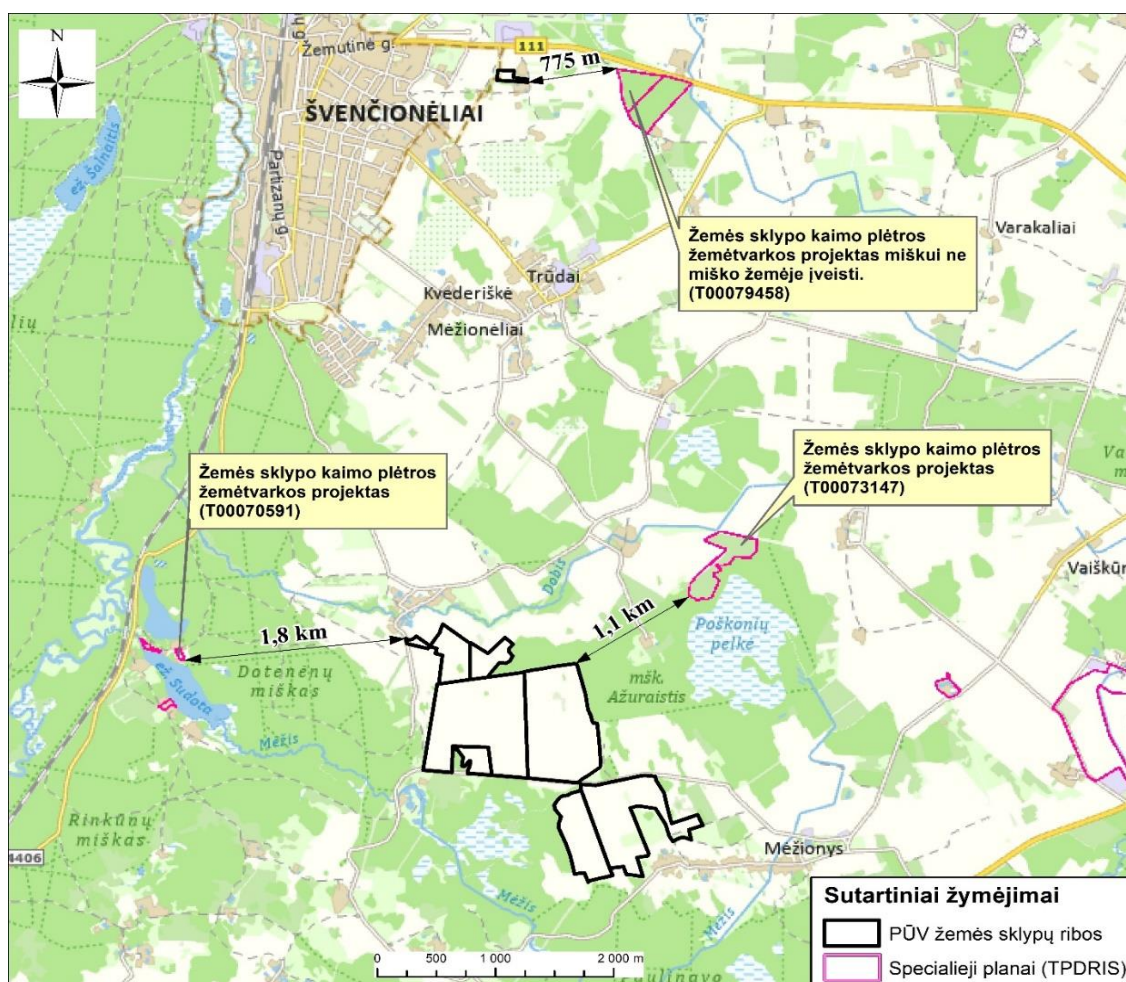 N
Žemutinė g.
111
775 m
ŠVENČIONĖLIAI
ež. Šalnaitis
Partizanų g.
Varakaliai
Žemės sklypo kaimo plėtros
žemėtvarkos projektas miškui ne
miško žemėje įveisti.
(T00079458)
Trūdai
Kvederiškė
Mėžionėliai
Žemės sklypo kaimo plėtros
žemėtvarkos projektas
(T00073147)
Žemės sklypo kaimo plėtros
žemėtvarkos projektas
(T00070591)
Dobis
1,1 km
Poškonių
pelkė
1,8 km
Dotenėnų
miškas
ež. Sudota
mšk.
Ažuraistis
Mėžis
Rinkūnų
miškas
4406
Mėžionys
Mėžis
Mėžis
Sutartiniai žymėjimai
PŪV žemės sklypų ribos
Specialieji planai (TPDRIS)
0 500 1 000 2 000 m